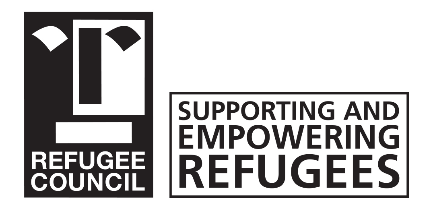 REFUGEE
COUNCIL
SUPPORTING AND
EMPOWERING
REFUGEES